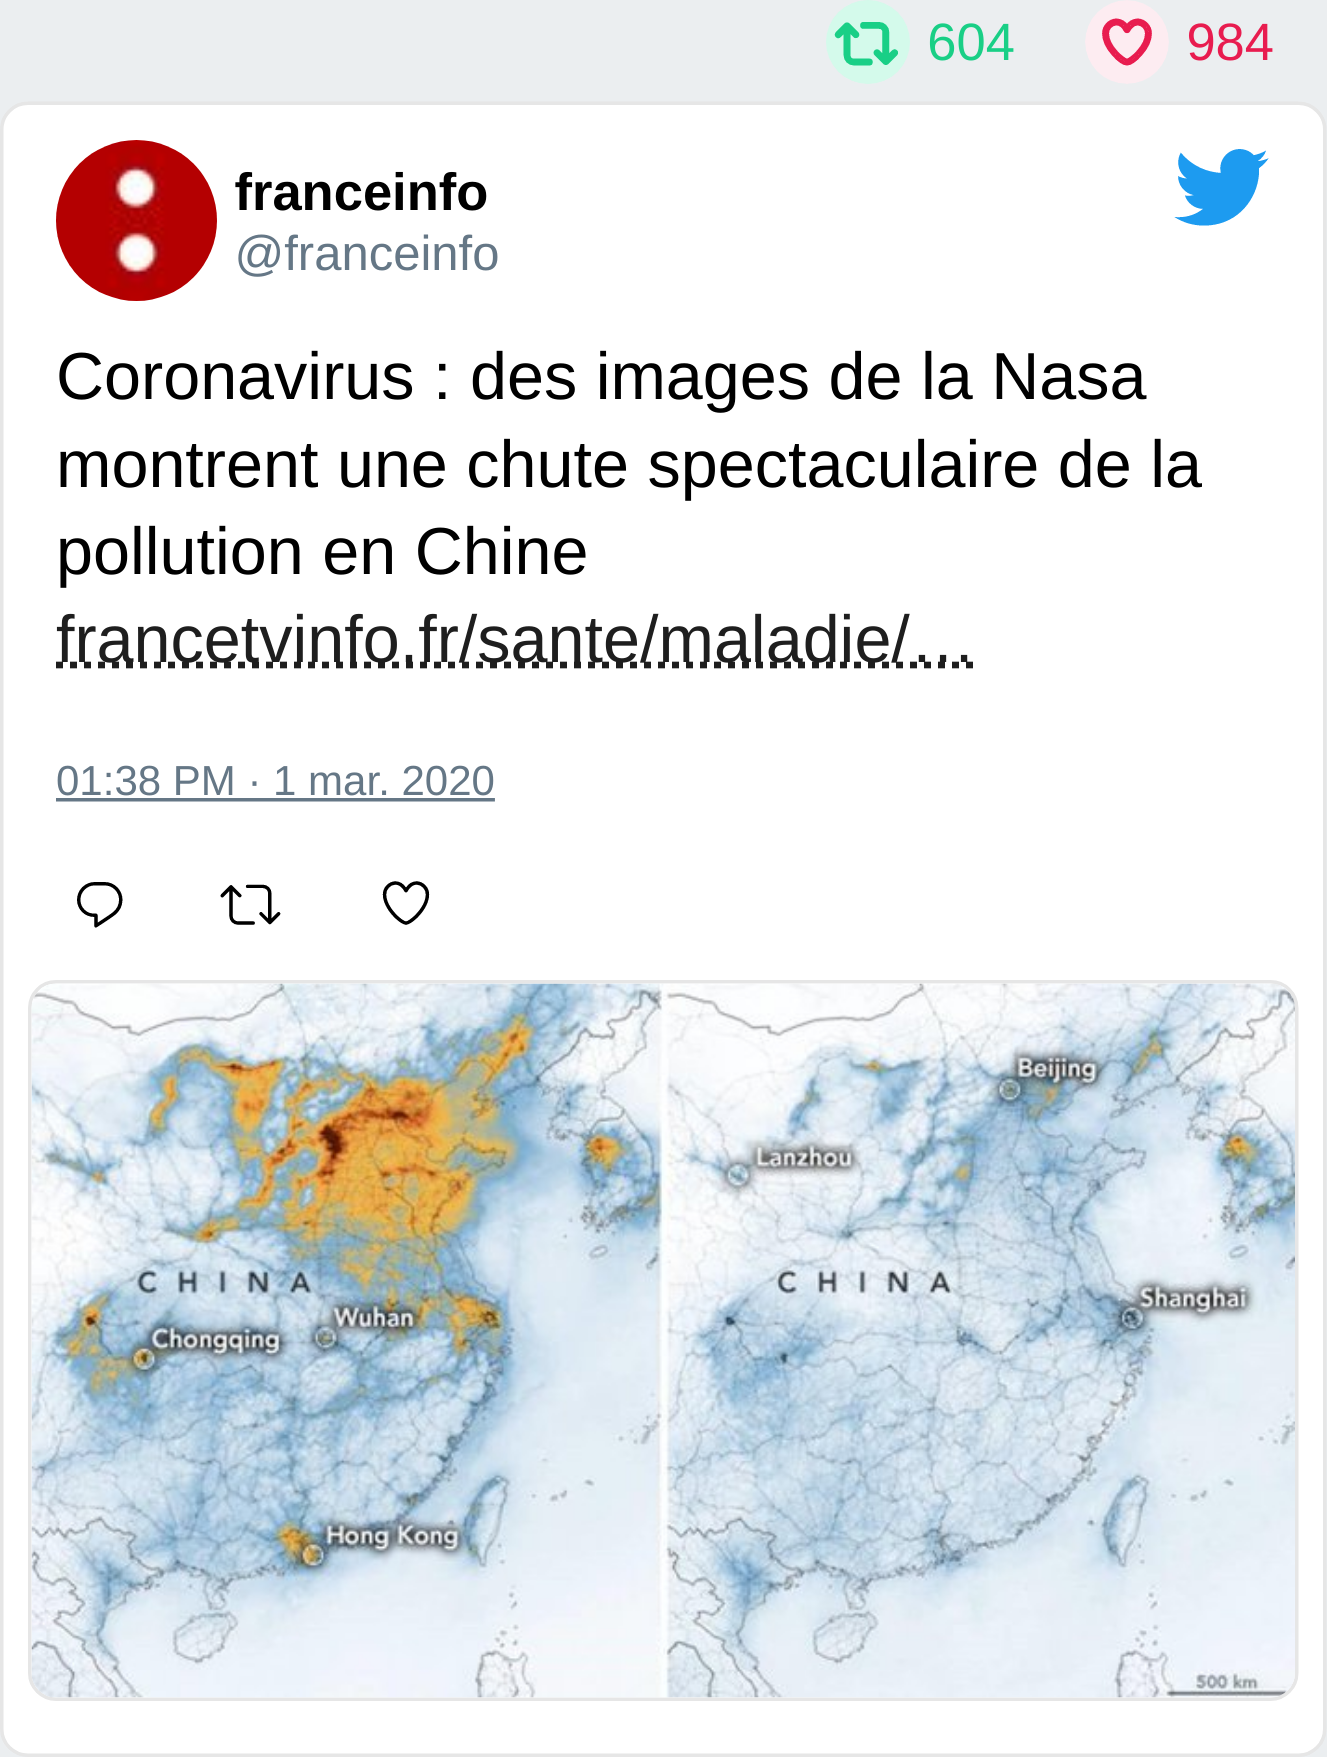 604 984
franceinfo
@franceinfo
Coronavirus : des images de la Nasa
montrent une chute spectaculaire de la
pollution en Chine
francetvinfo.fr/sante/maladie/...
01:38 PM · 1 mar. 2020
CHINA
Wuhan
Chongqing
Hong Kong
Beijing
Lanzhou
CHINA
Shanghai
500 km